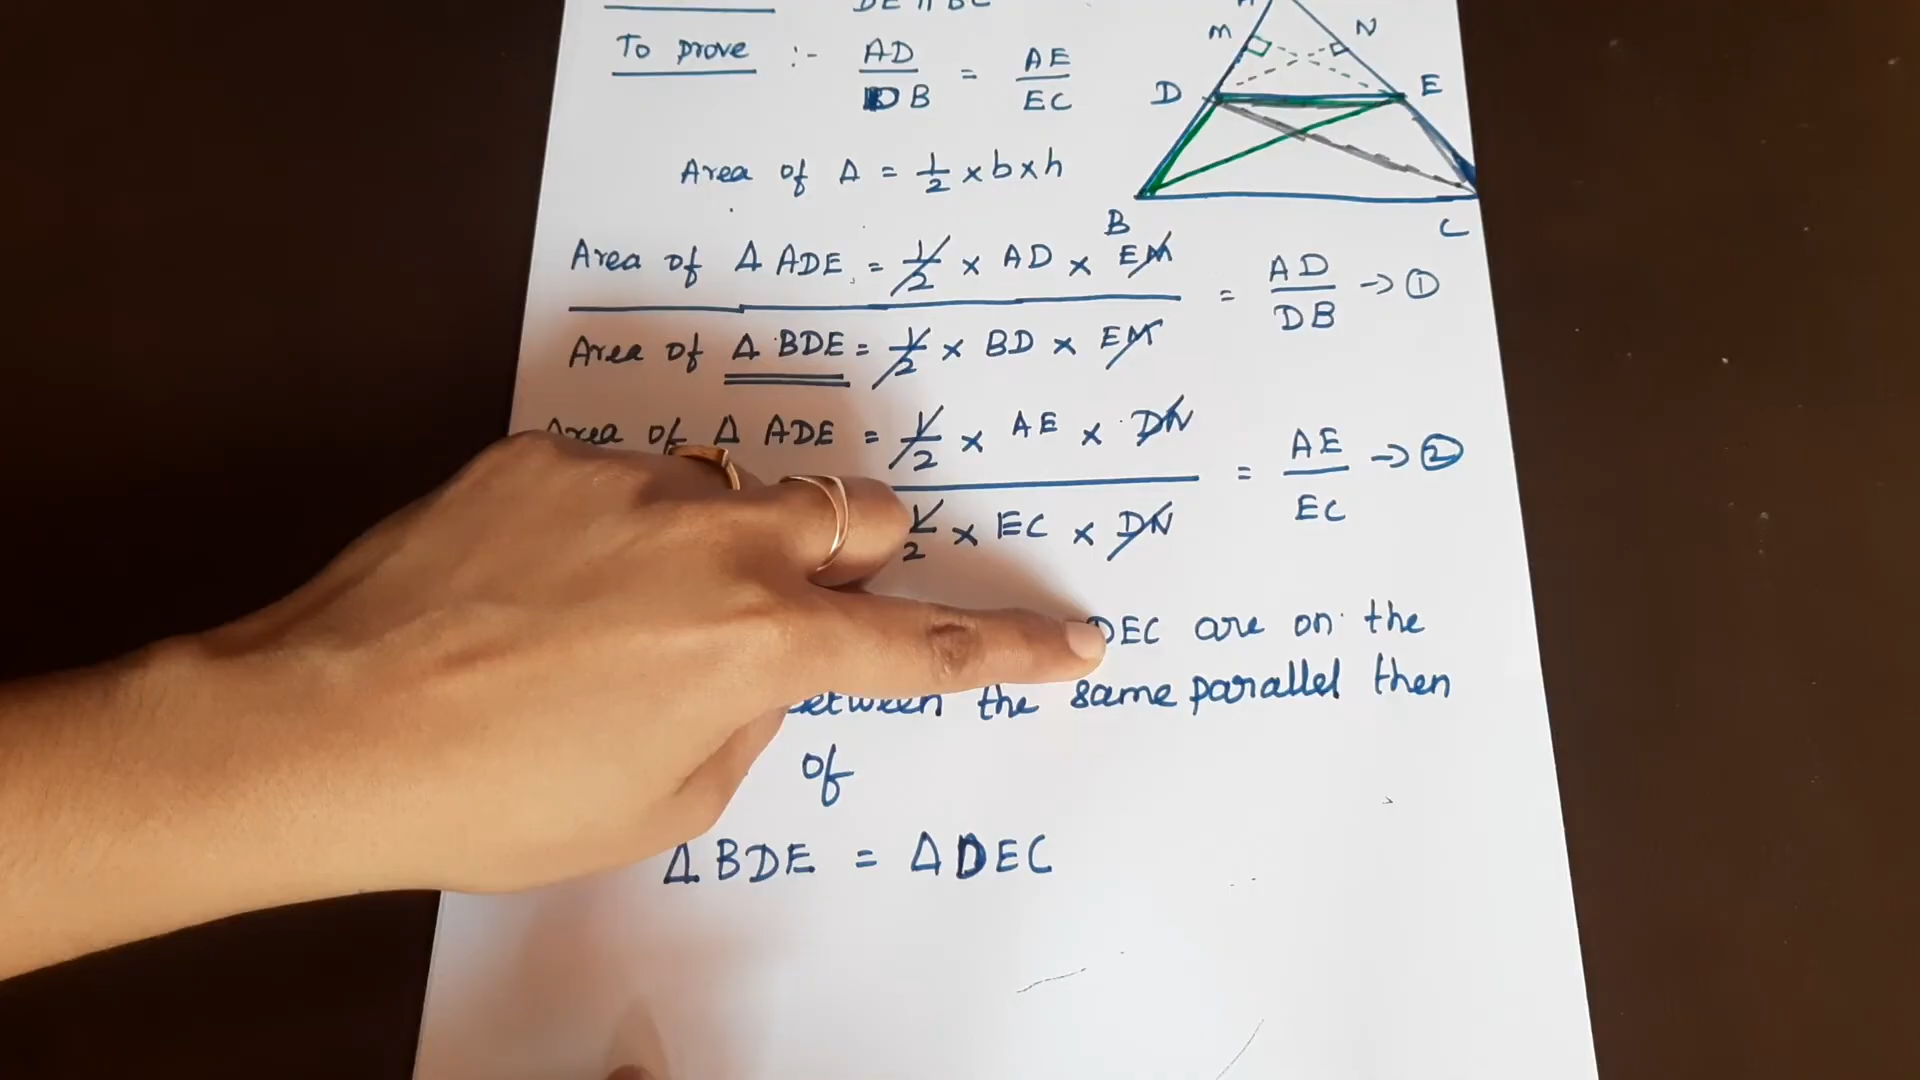 DE || BC
To prove :- AD/DB = AE/EC
A
M
N
D
E
B
C
Area of Δ = 1/2 × b × h
Area of Δ ADE = 1/2 × AD × EM
Area of Δ BDE = 1/2 × BD × EM
= AD/DB → ①
Area of Δ ADE = 1/2 × AE × DN
1/2 × EC × DN
= AE/EC → ②
DEC are on the
between the same parallel then
of
Δ BDE = Δ DEC